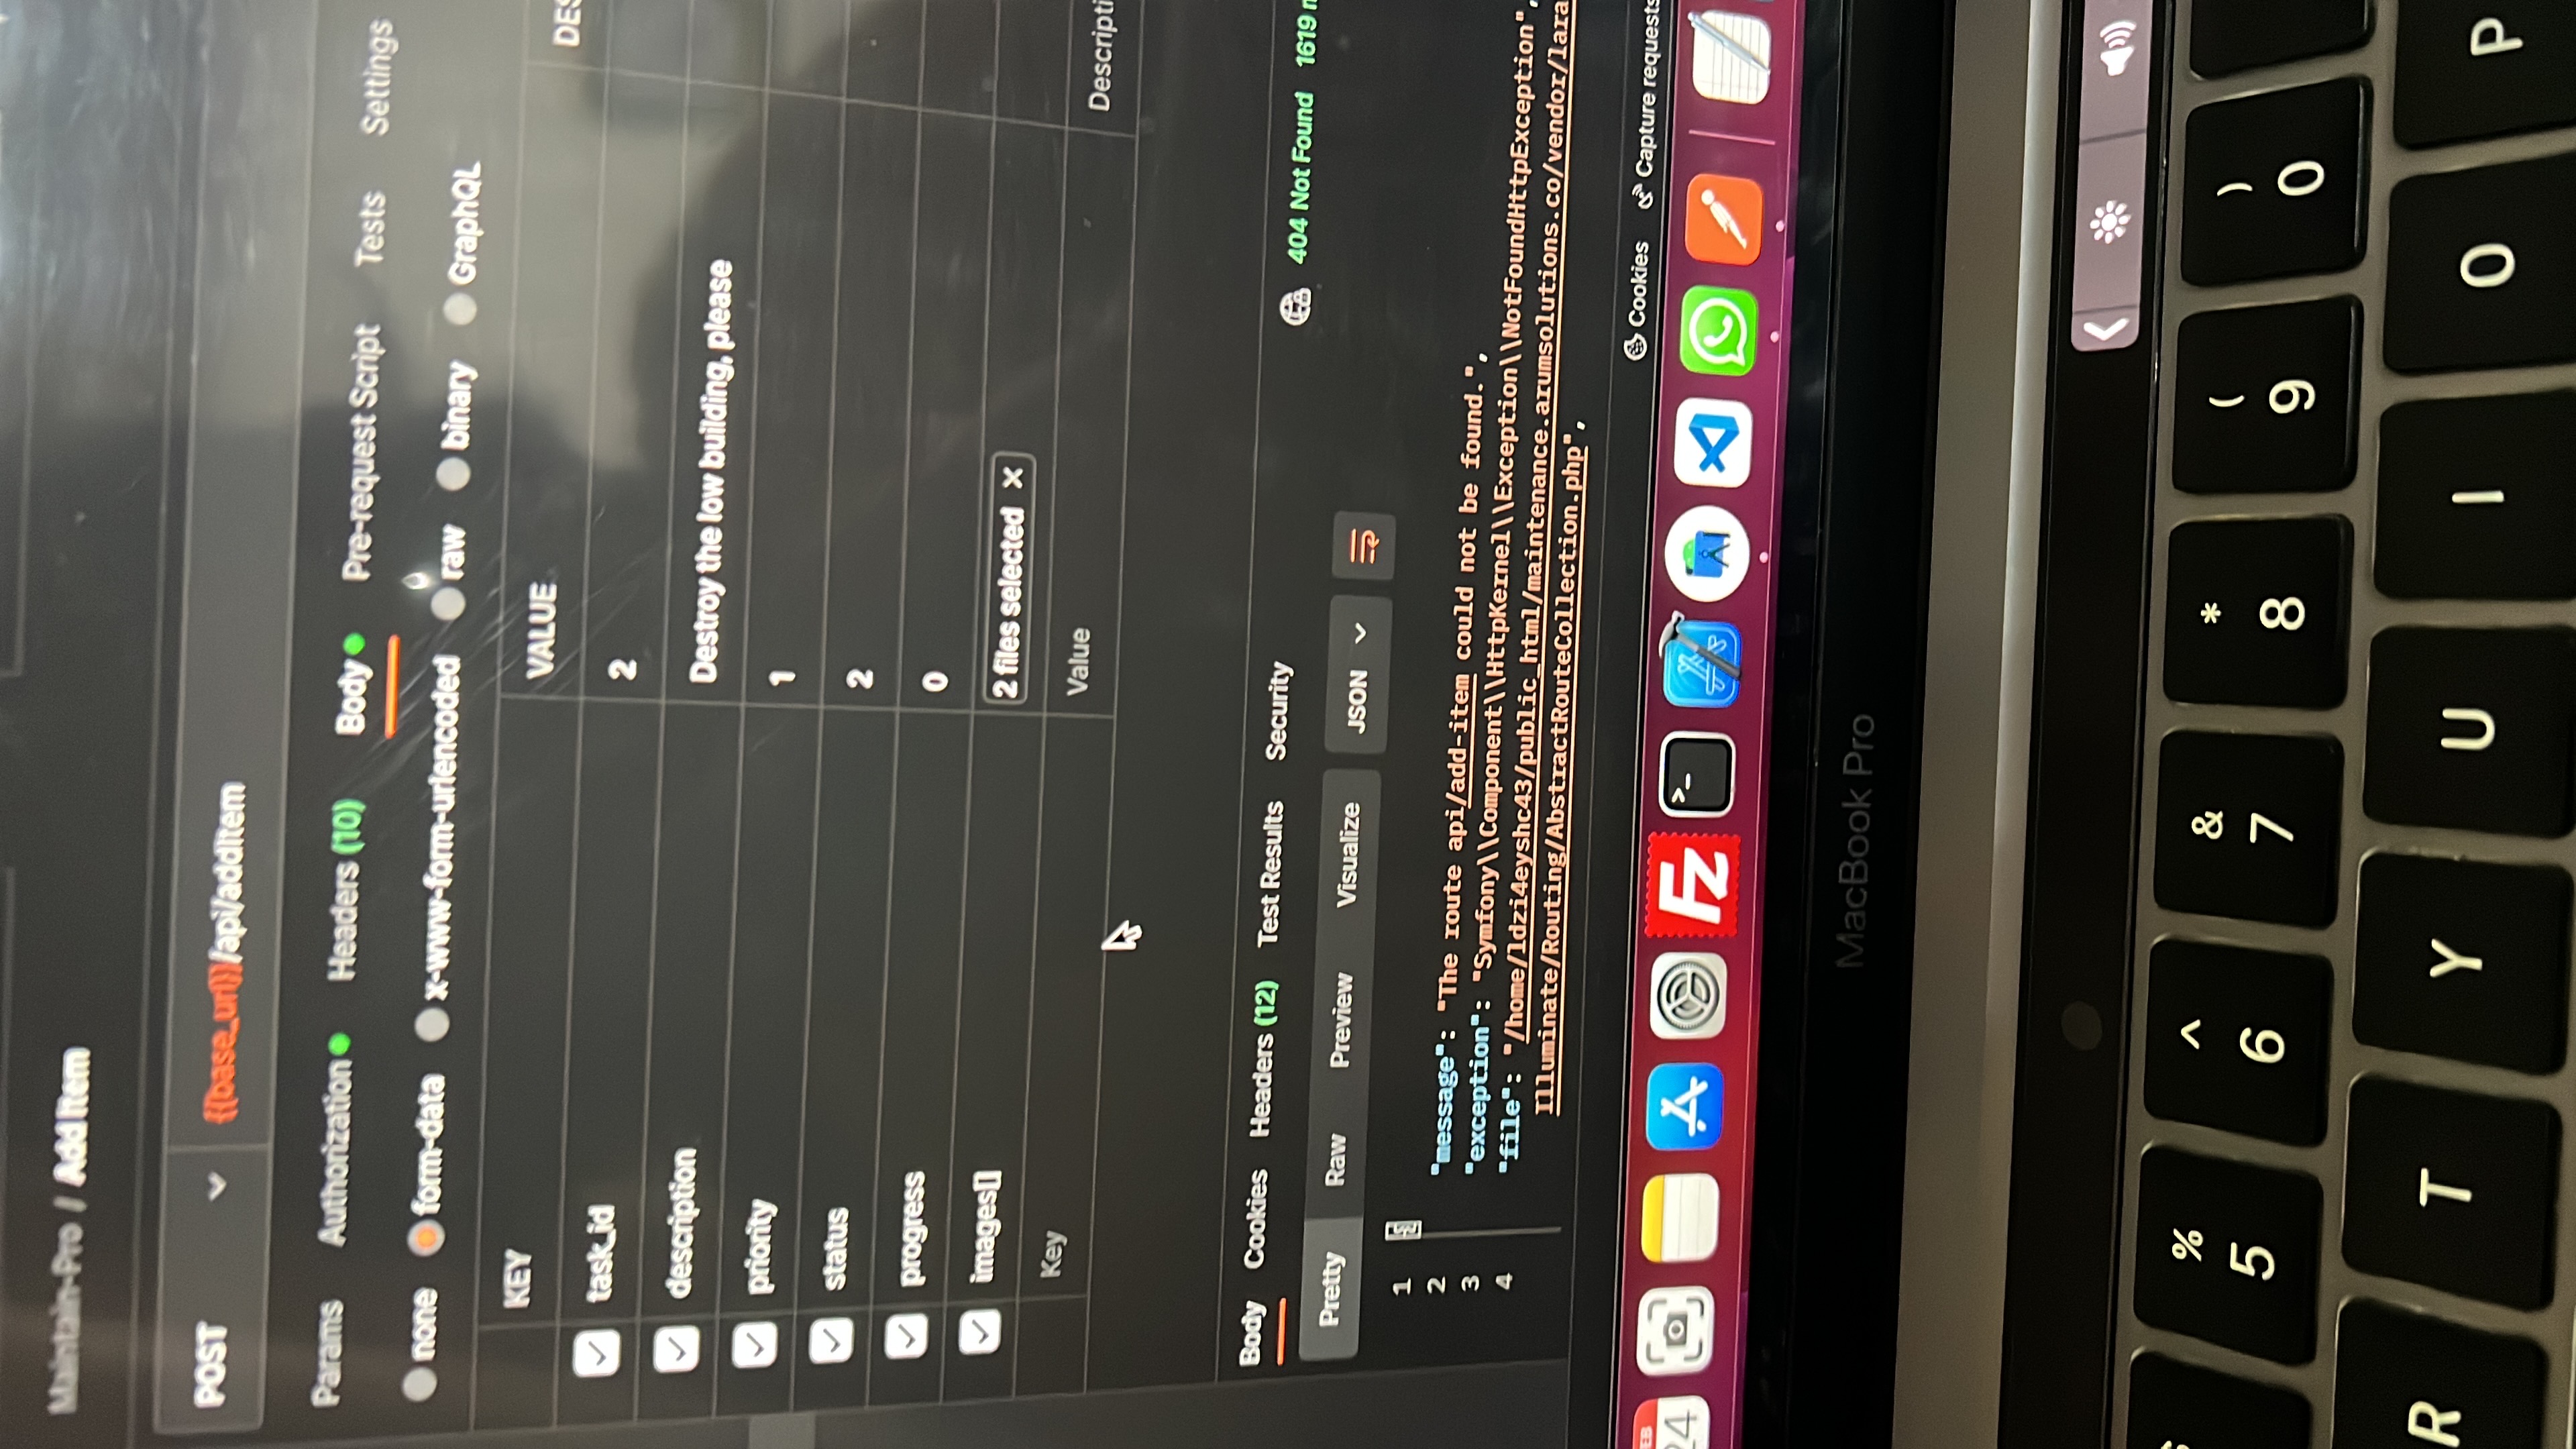 Maintain-Pro / AddItem
POST {{base_url}}/api/addItem
Params Authorization Headers (10) Body Pre-request Script Tests Settings
none form-data x-www-form-urlencoded raw binary GraphQL
KEY VALUE DES
task_id 2
description Destroy the low building, please
priority 1
status 2
progress 0
images[] 2 files selected
Key Value Descripti
Body Cookies Headers (12) Test Results Security 404 Not Found 1619 m
Pretty Raw Preview Visualize JSON
1 {
2 "message": "The route api/add-item could not be found.",
3 "exception": "Symfony\\Component\\HttpKernel\\Exception\\NotFoundHttpException",
4 "file": "/home/ldzi4eyshc43/public_html/maintenance.arumsolutions.co/vendor/lara
Illuminate/Routing/AbstractRouteCollection.php",
Cookies Capture requests
24
Fz
>_
MacBook Pro
% ^ & * ( )
5 6 7 8 9 0
R T Y U I O P